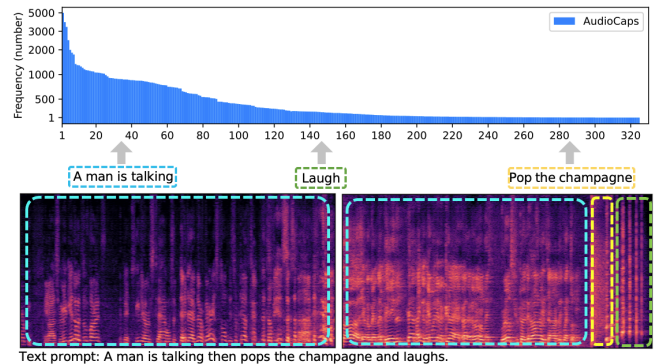 Frequency (number)
5000
3000
2000
1000
500
1
AudioCaps
1 20 40 60 80 100 120 140 160 180 200 220 240 260 280 300 320
A man is talking
Laugh
Pop the champagne
Text prompt: A man is talking then pops the champagne and laughs.